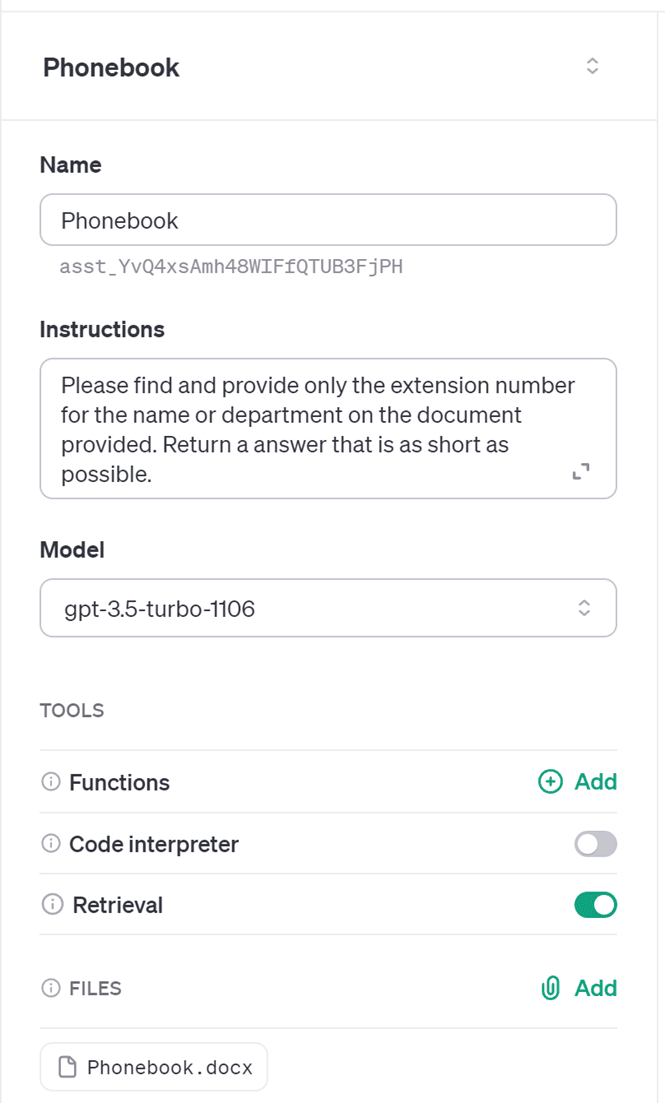 Phonebook
Name
Phonebook
asst_YvQ4xsAmh48WIFfQTUB3FjPH
Instructions
Please find and provide only the extension number
for the name or department on the document
provided. Return a answer that is as short as
possible.
Model
gpt-3.5-turbo-1106
TOOLS
Functions Add
Code interpreter
Retrieval
FILES Add
Phonebook.docx